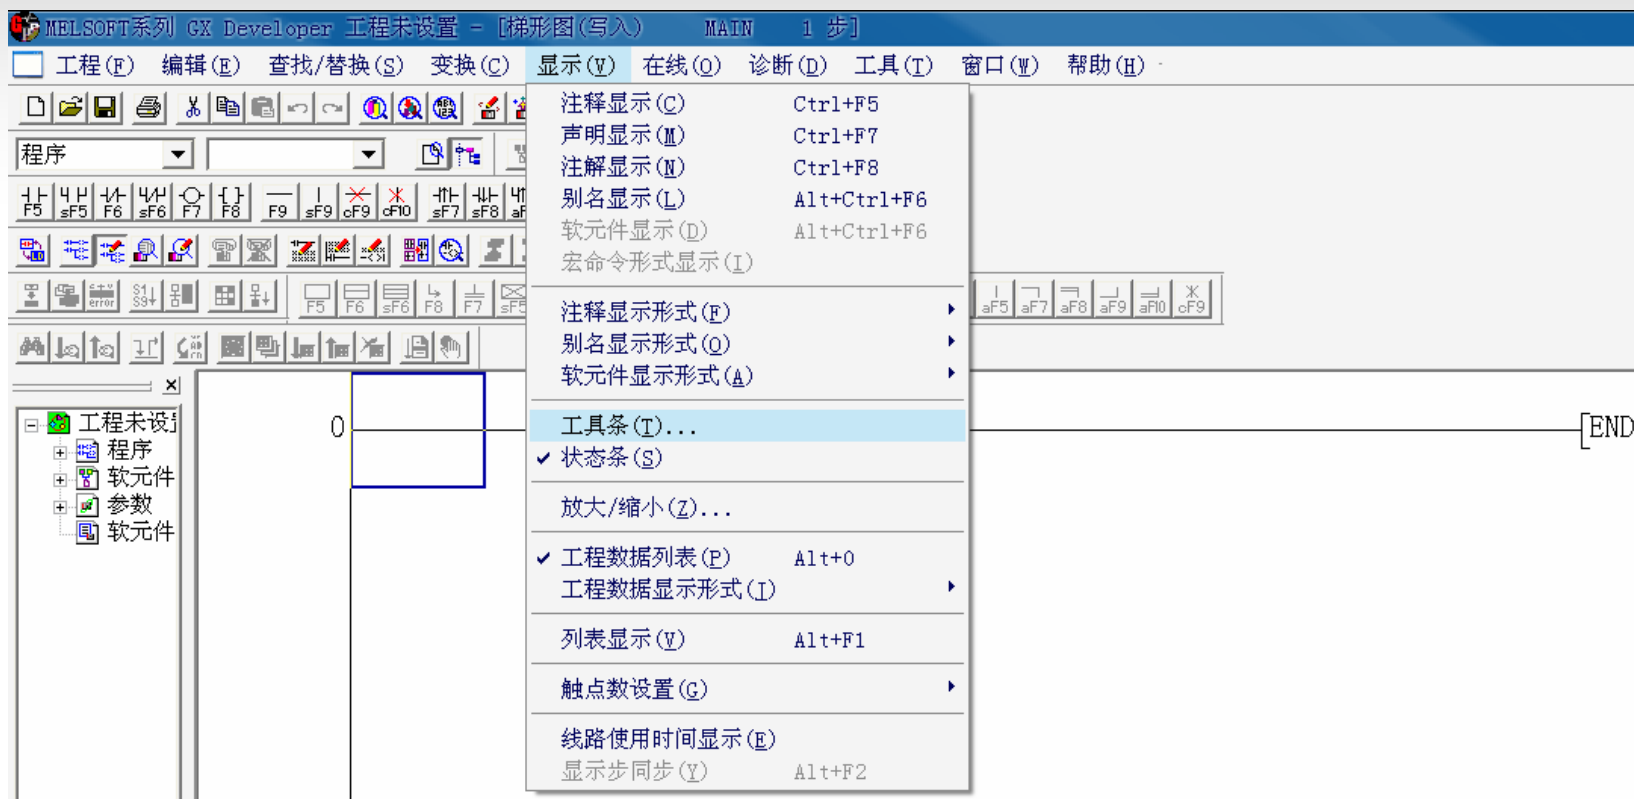 MELSOFT系列 GX Developer 工程未设置 - [梯形图(写入) MAIN 1 步]
工程(F) 编辑(E) 查找/替换(S) 变换(C) 显示(V) 在线(O) 诊断(D) 工具(T) 窗口(W) 帮助(H)
程序
F5 sF5 F6 sF6 F7 F8 F9 sF9 cF9 cF10 sF7 sF8
error
F5 F6 sF6 F8 F7 sF5 aF5 aF7 aF8 aF9 aF10 cF9
注释显示(C) Ctrl+F5
声明显示(M) Ctrl+F7
注解显示(N) Ctrl+F8
别名显示(L) Alt+Ctrl+F6
软元件显示(D) Alt+Ctrl+F6
宏命令形式显示(I)
注释显示形式(F)
别名显示形式(O)
软元件显示形式(A)
工具条(T)...
状态条(S)
放大/缩小(Z)...
工程数据列表(P) Alt+0
工程数据显示形式(I)
列表显示(V) Alt+F1
触点数设置(G)
线路使用时间显示(E)
显示步同步(Y) Alt+F2
工程未设
程序
软元件
参数
软元件
0
[END